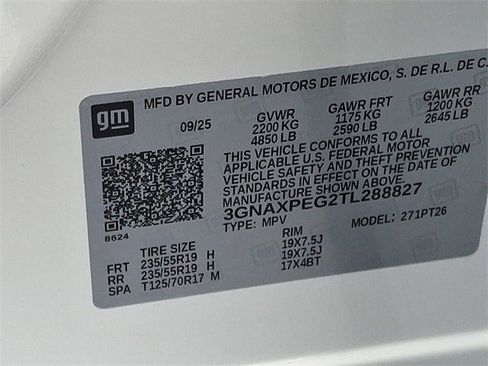 gm
MFD BY GENERAL MOTORS DE MEXICO, S. DE R.L. DE C.
09/25 GVWR GAWR FRT GAWR RR
2200 KG 1175 KG 1200 KG
4850 LB 2590 LB 2645 LB
THIS VEHICLE CONFORMS TO ALL
APPLICABLE U.S. FEDERAL MOTOR
VEHICLE SAFETY AND THEFT PREVENTION
STANDARDS IN EFFECT ON THE DATE OF
MANUFACTURE SHOWN ABOVE.
3GNAXPEG2TL288827
TYPE: MPV MODEL: 271PT26
8624
TIRE SIZE RIM
FRT 235/55R19 H 19X7.5J
RR 235/55R19 H 19X7.5J
SPA T125/70R17 M 17X4BT